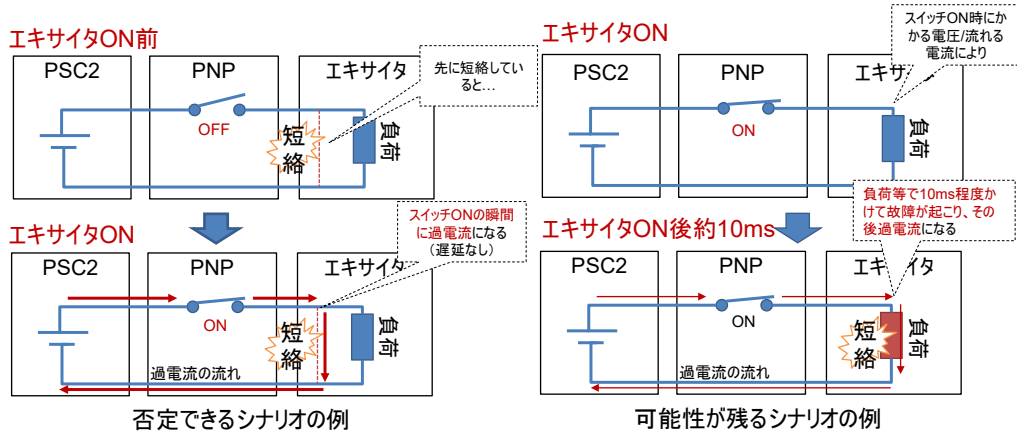 エキサイタON前
PSC2
PNP
エキサイタ
先に短絡してい
ると…
OFF
短
絡
負荷
エキサイタON
PSC2
PNP
エキサイタ
スイッチONの瞬間
に過電流になる
（遅延なし）
ON
短
絡
負荷
過電流の流れ
否定できるシナリオの例
エキサイタON
PSC2
PNP
エキサ
スイッチON時にか
かる電圧/流れる
電流により
ON
負荷
エキサイタON後約10ms
PSC2
PNP
エキサイタ
負荷等で10ms程度か
けて故障が起こり、その
後過電流になる
ON
短
絡
負荷
過電流の流れ
可能性が残るシナリオの例